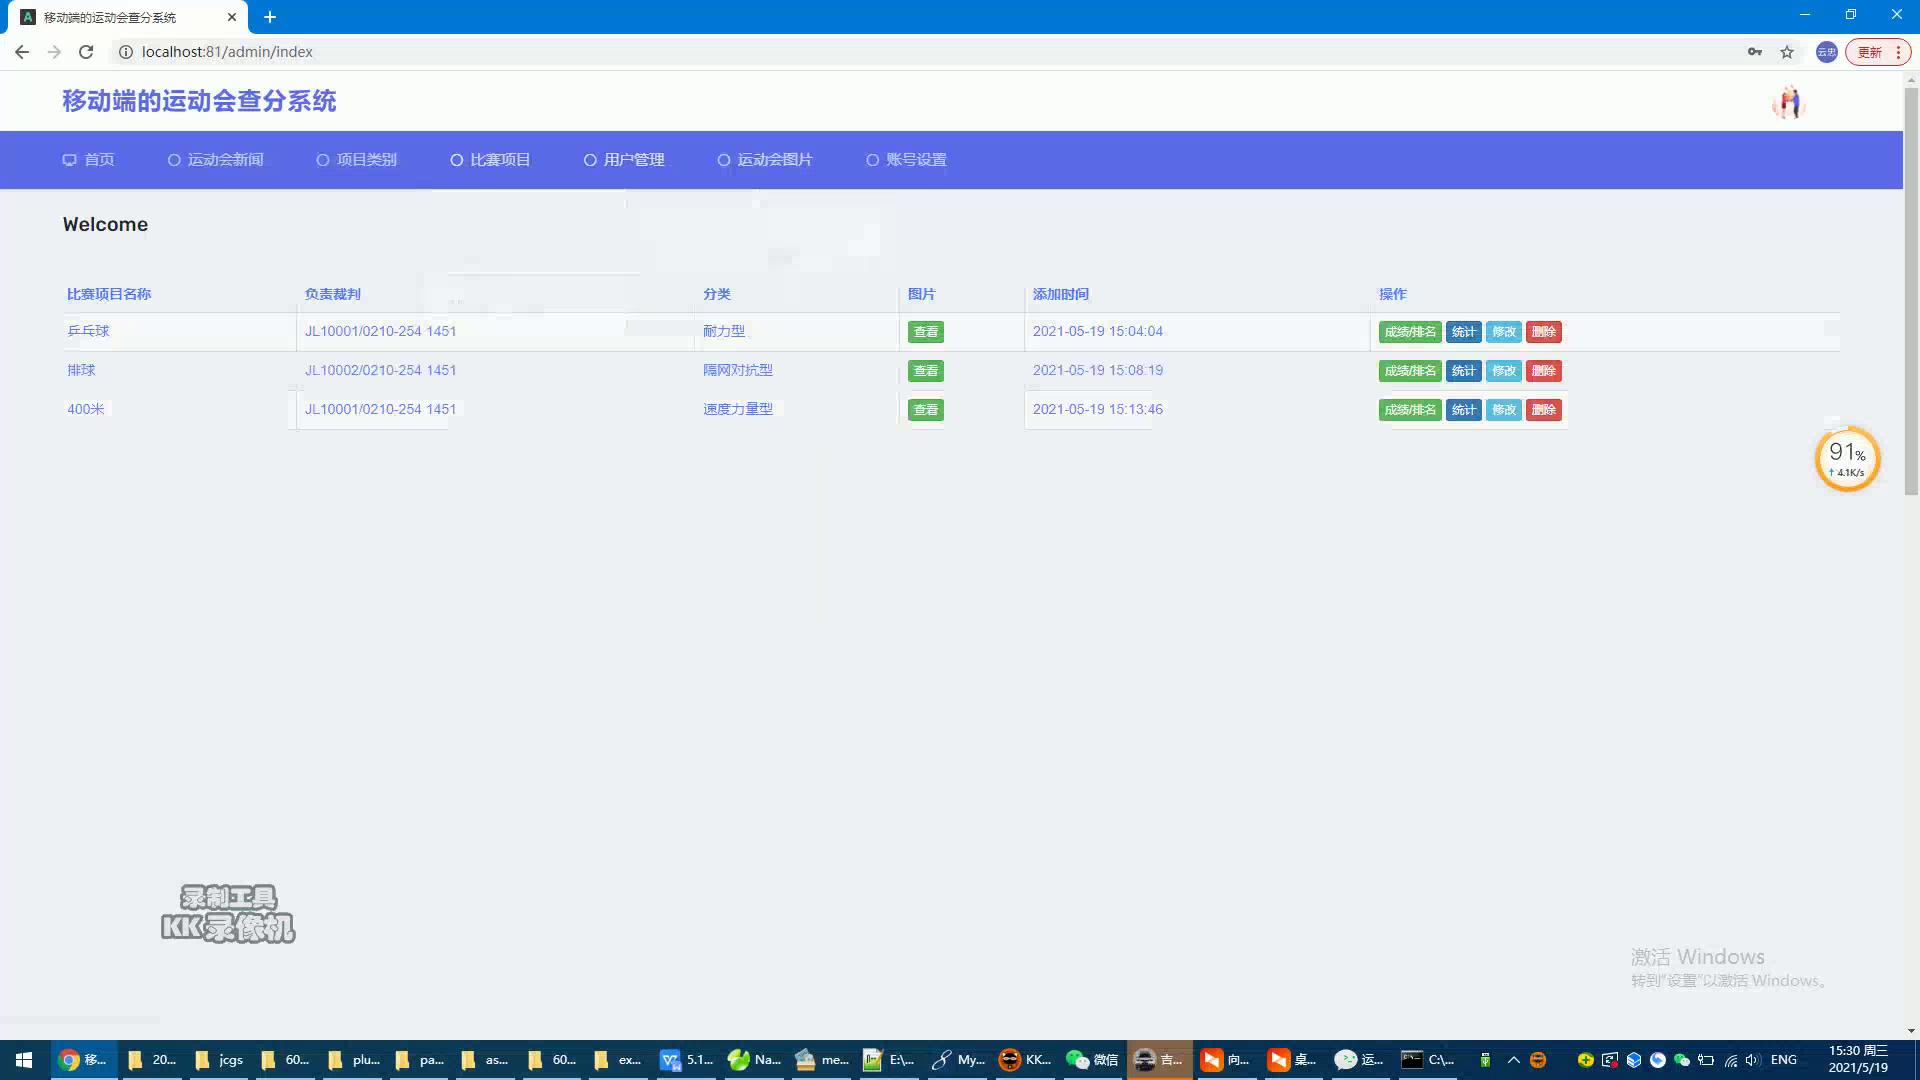 移动端的运动会查分系统
localhost:81/admin/index
云忠
更新
移动端的运动会查分系统
首页 运动会新闻 项目类别 比赛项目 用户管理 运动会图片 账号设置
Welcome
比赛项目名称 负责裁判 分类 图片 添加时间 操作
乒乓球 JL10001/0210-254 1451 耐力型 查看 2021-05-19 15:04:04 成绩/排名 统计 修改 删除
排球 JL10002/0210-254 1451 隔网对抗型 查看 2021-05-19 15:08:19 成绩/排名 统计 修改 删除
400米 JL10001/0210-254 1451 速度力量型 查看 2021-05-19 15:13:46 成绩/排名 统计 修改 删除
91%
↑ 4.1K/s
录制工具
KK录像机
激活 Windows
转到“设置”以激活 Windows。
移... 20... jcgs 60... plu... pa... as... 60... ex... 5.1... Na... me... E:\... My... KK... 微信 吉... 向... 桌... 运... C:\... ENG
15:30 周三
2021/5/19